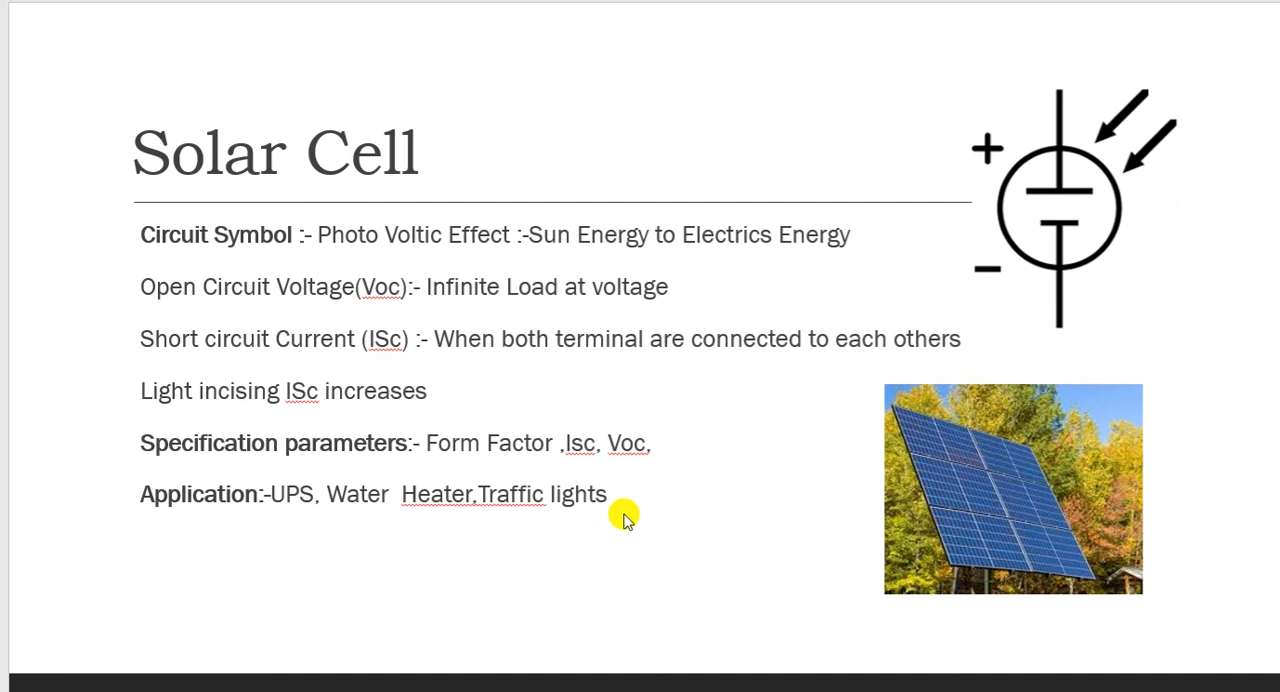 Solar Cell
Circuit Symbol :- Photo Voltic Effect :-Sun Energy to Electrics Energy
Open Circuit Voltage(Voc):- Infinite Load at voltage
Short circuit Current (ISc) :- When both terminal are connected to each others
Light incising ISc increases
Specification parameters:- Form Factor ,Isc, Voc,
Application:-UPS, Water  Heater,Traffic lights
+
−